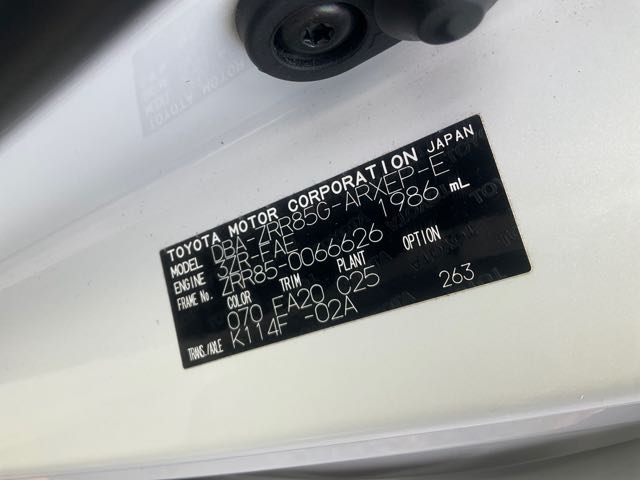 TOYOTA MOTOR CORPORATION JAPAN
MODEL DBA-ZRR85G-ARXEP-E
ENGINE 3ZR-FAE 1986 mL
FRAME No. ZRR85-0066626
COLOR TRIM PLANT OPTION
070 FA20 C25 263
TRANS./AXLE K114F -02A